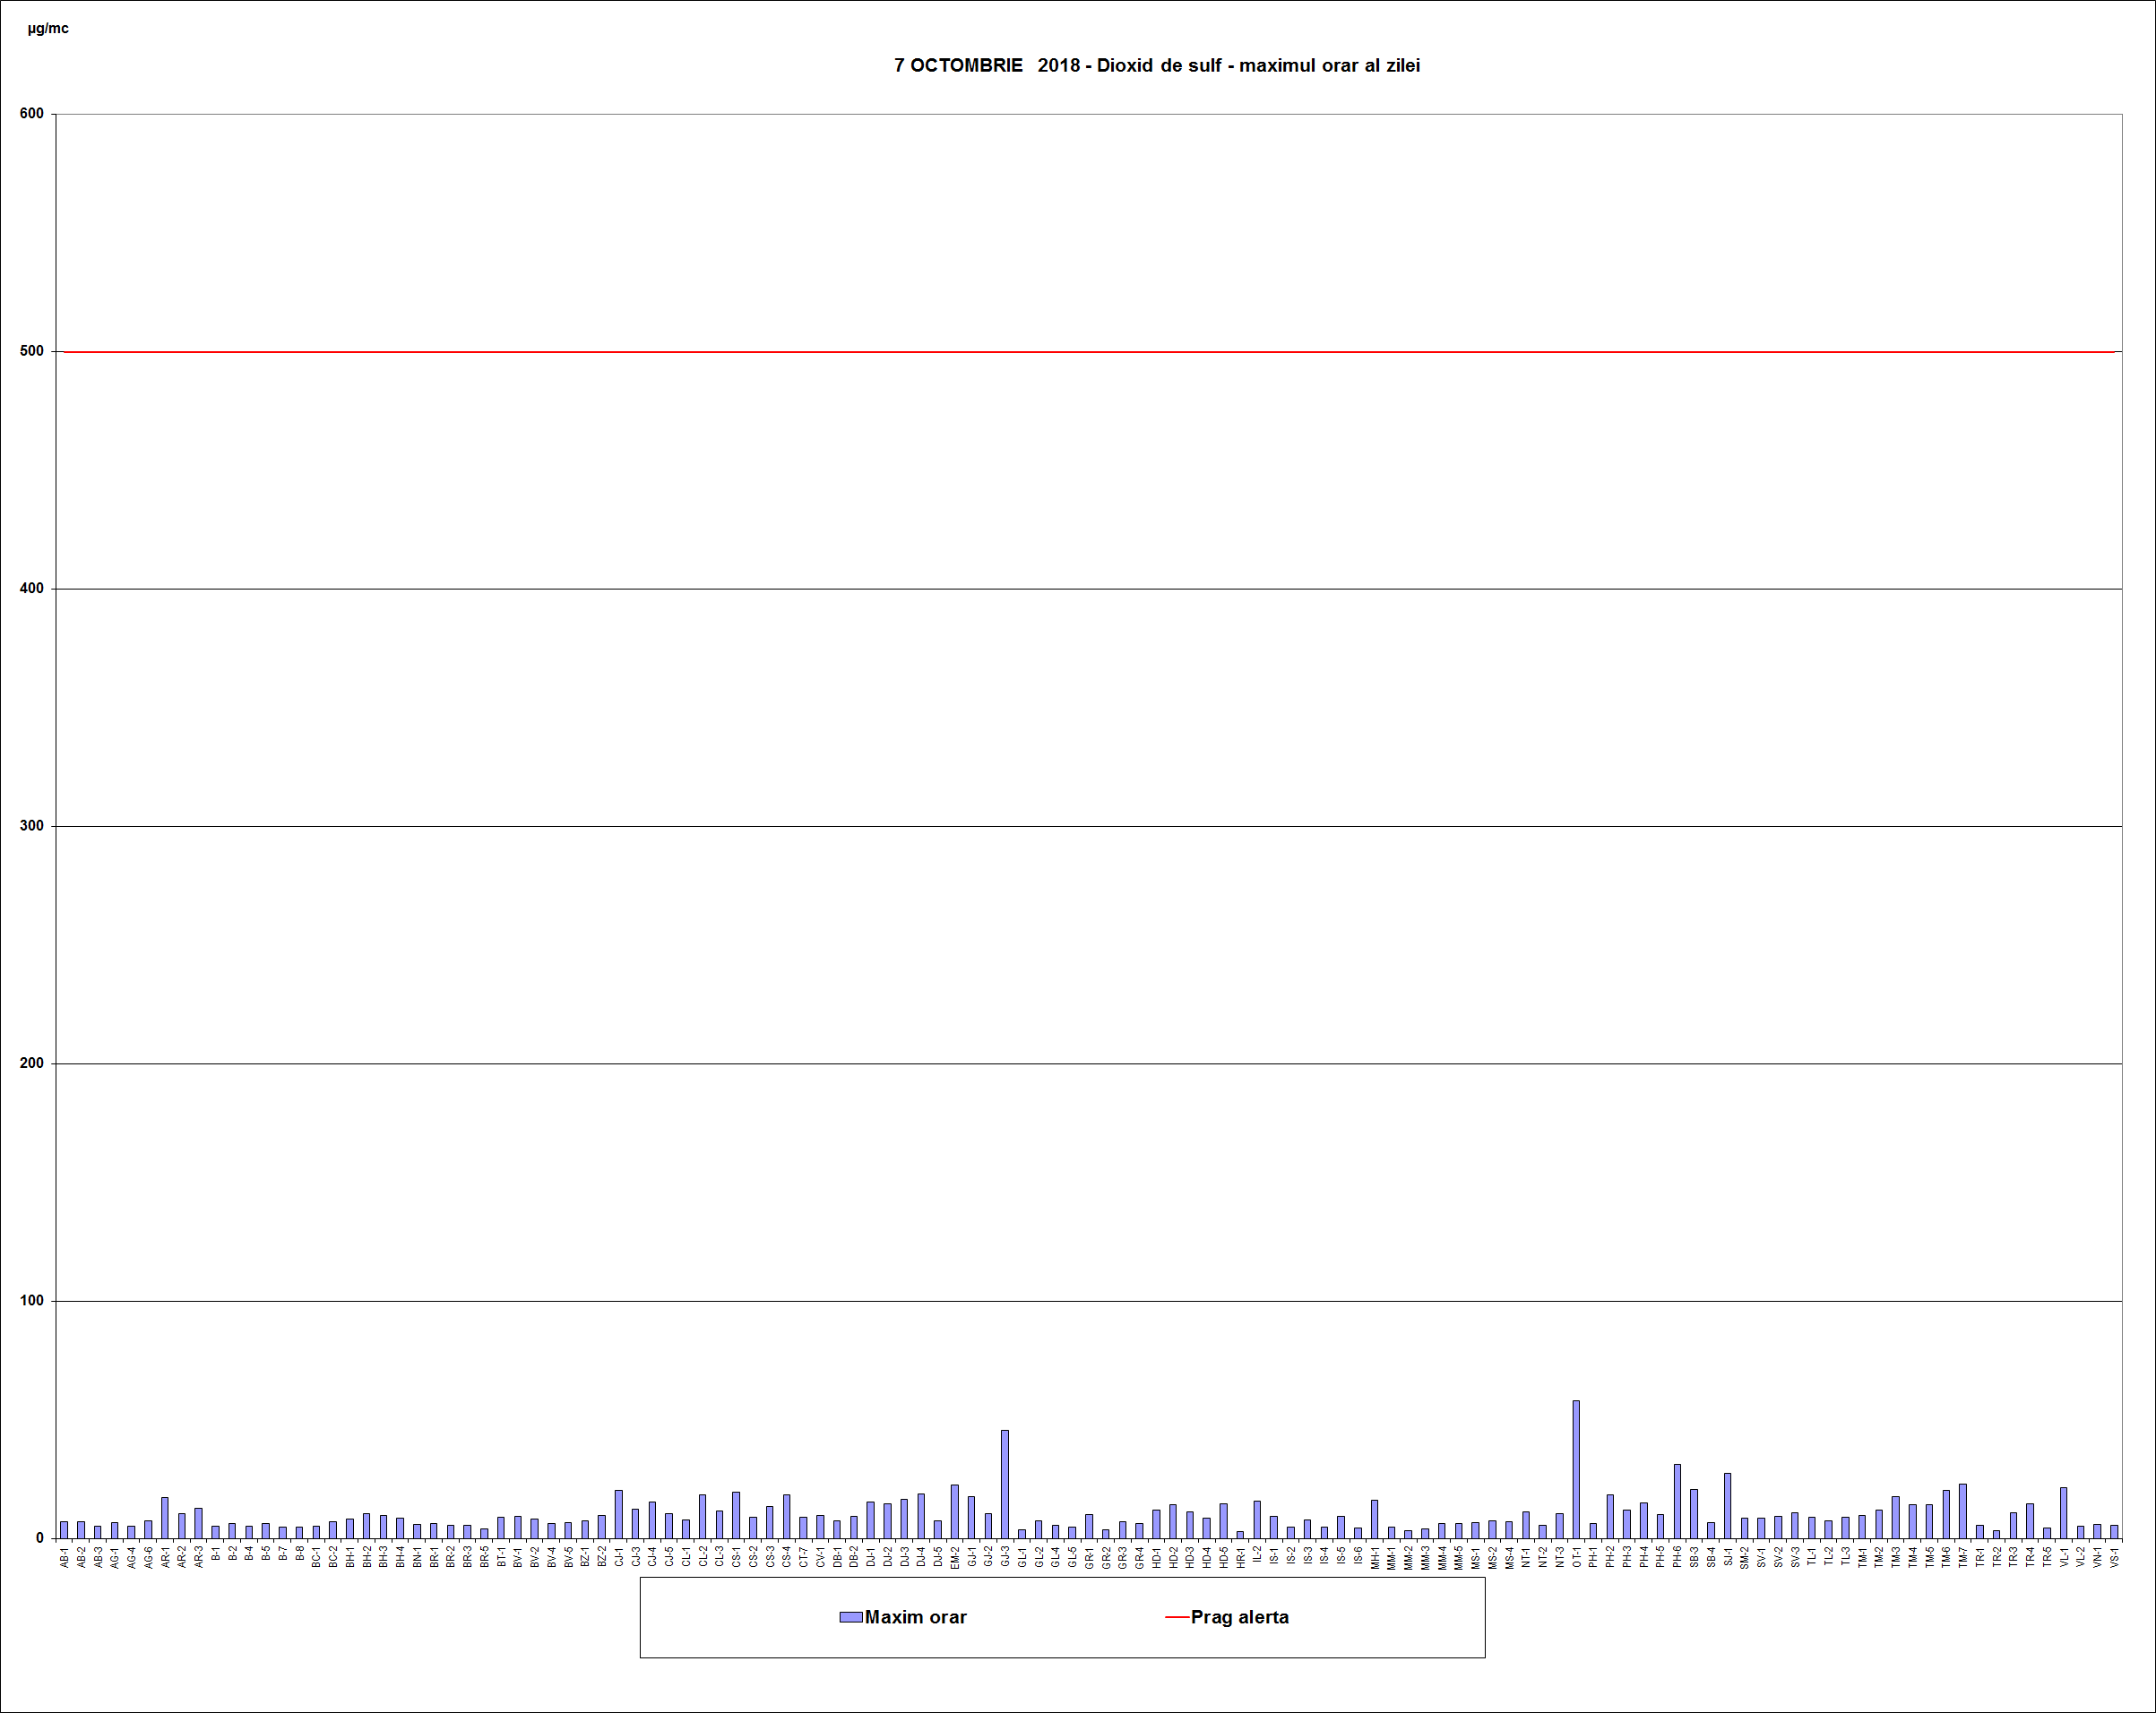 µg/mc
7 OCTOMBRIE 2018 - Dioxid de sulf - maximul orar al zilei
600
500
400
300
200
100
0
AB-1 AB-2 AB-3 AG-1 AG-4 AG-6 AR-1 AR-2 AR-3 B-1 B-2 B-4 B-5 B-7 B-8 BC-1 BC-2 BH-1 BH-2 BH-3 BH-4 BN-1 BR-1 BR-2 BR-3 BR-5 BT-1 BV-1 BV-2 BV-4 BV-5 BZ-1 BZ-2 CJ-1 CJ-3 CJ-4 CJ-5 CL-1 CL-2 CL-3 CS-1 CS-2 CS-3 CS-4 CT-7 CV-1 DB-1 DB-2 DJ-1 DJ-2 DJ-3 DJ-4 DJ-5 EM-2 GJ-1 GJ-2 GJ-3 GL-1 GL-2 GL-4 GL-5 GR-1 GR-2 GR-3 GR-4 HD-1 HD-2 HD-3 HD-4 HD-5 HR-1 IL-2 IS-1 IS-2 IS-3 IS-4 IS-5 IS-6 MH-1 MM-1 MM-2 MM-3 MM-4 MM-5 MS-1 MS-2 MS-4 NT-1 NT-2 NT-3 OT-1 PH-1 PH-2 PH-3 PH-4 PH-5 PH-6 SB-3 SB-4 SJ-1 SM-2 SV-1 SV-2 SV-3 TL-1 TL-2 TL-3 TM-1 TM-2 TM-3 TM-4 TM-5 TM-6 TM-7 TR-1 TR-2 TR-3 TR-4 TR-5 VL-1 VL-2 VN-1 VS-1
Maxim orar Prag alerta